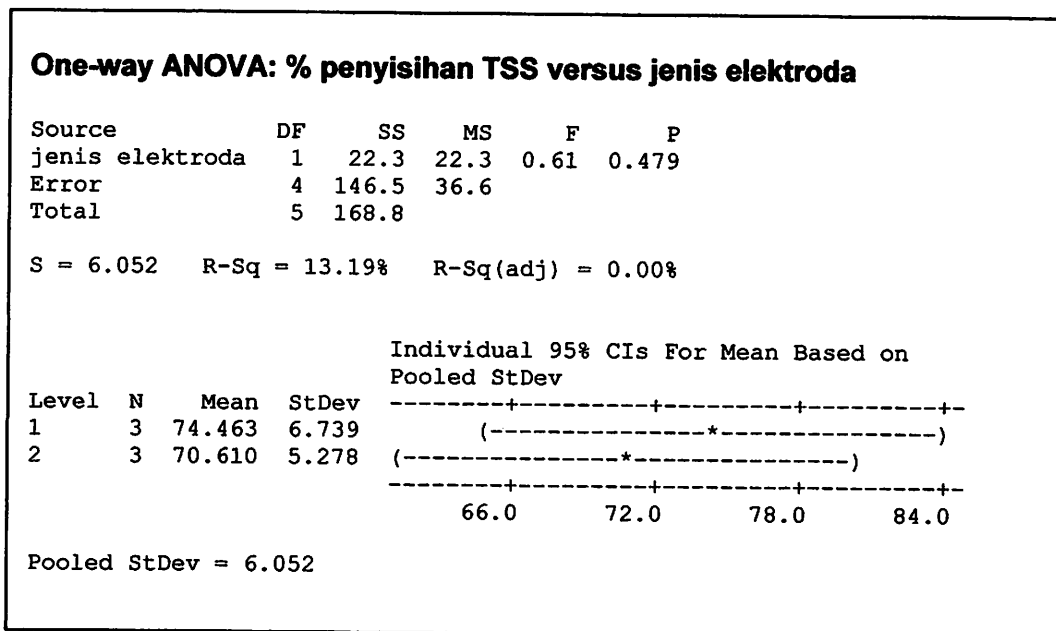 One-way ANOVA: % penyisihan TSS versus jenis elektroda
Source DF SS MS F P
jenis elektroda 1 22.3 22.3 0.61 0.479
Error 4 146.5 36.6
Total 5 168.8
S = 6.052 R-Sq = 13.19% R-Sq(adj) = 0.00%
Individual 95% CIs For Mean Based on
Pooled StDev
Level N Mean StDev --------+---------+---------+---------+-
1 3 74.463 6.739 (---------------*---------------)
2 3 70.610 5.278 (---------------*---------------)
--------+---------+---------+---------+-
66.0 72.0 78.0 84.0
Pooled StDev = 6.052